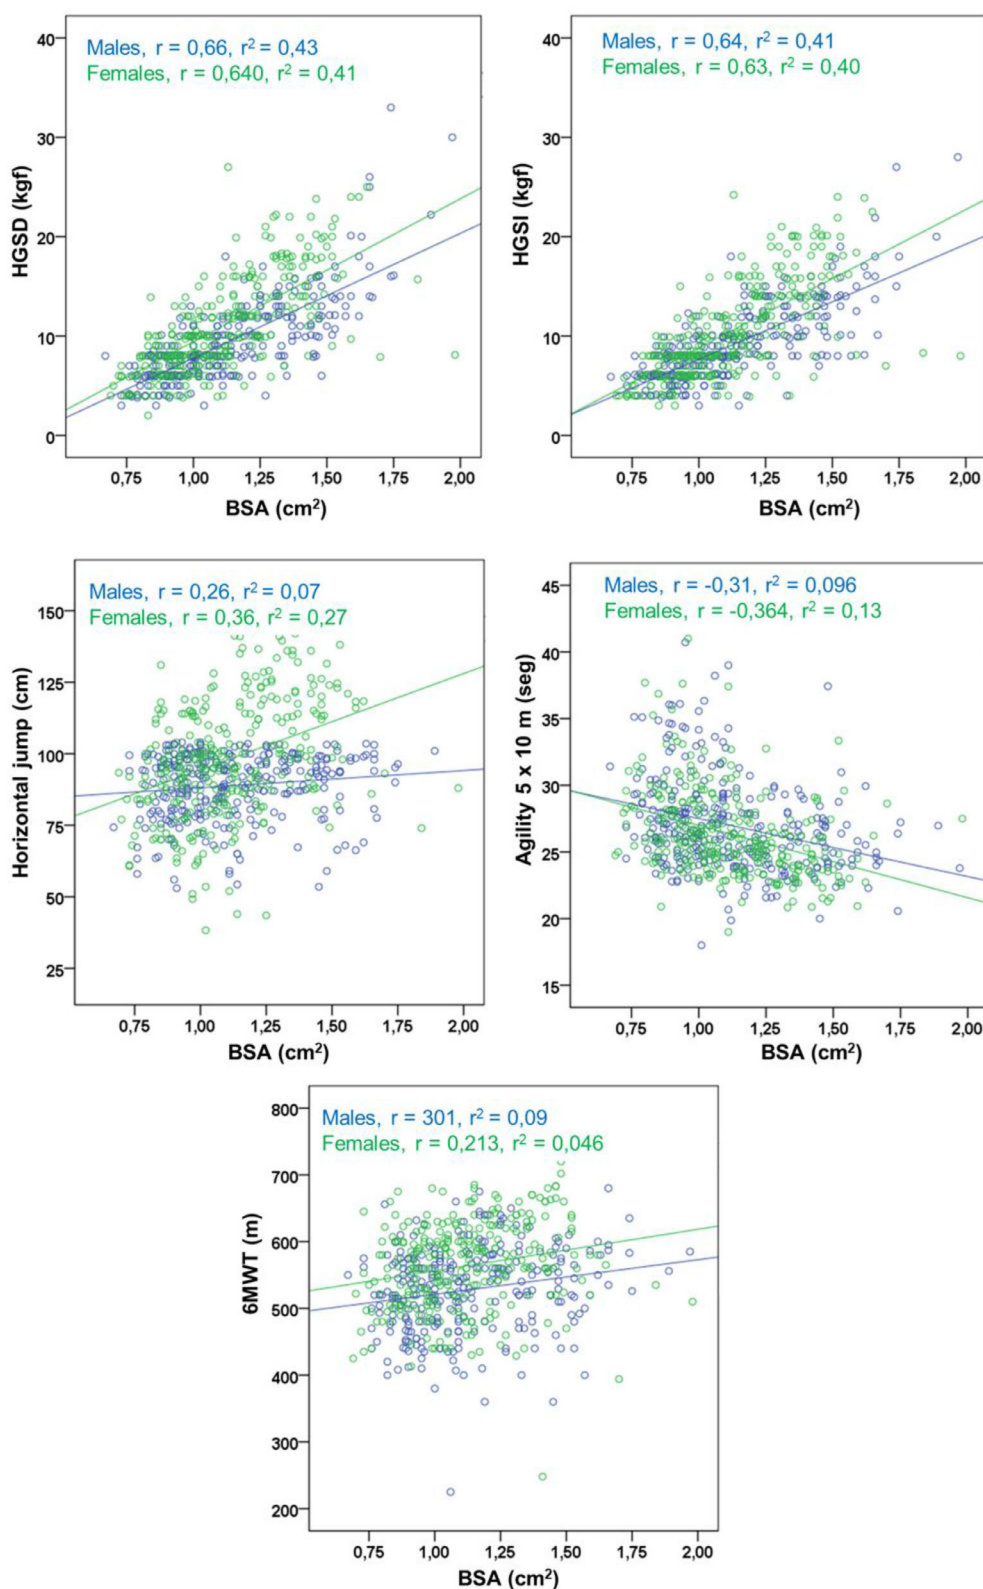 Males, r = 0,66, r² = 0,43
Females, r = 0,640, r² = 0,41
HGSD (kgf)
40
30
20
10
0
0,75 1,00 1,25 1,50 1,75 2,00
BSA (cm²)
Males, r = 0,64, r² = 0,41
Females, r = 0,63, r² = 0,40
HGSI (kgf)
40
30
20
10
0
0,75 1,00 1,25 1,50 1,75 2,00
BSA (cm²)
Males, r = 0,26, r² = 0,07
Females, r = 0,36, r² = 0,27
Horizontal jump (cm)
150
125
100
75
50
25
0,75 1,00 1,25 1,50 1,75 2,00
BSA (cm²)
Males, r = -0,31, r² = 0,096
Females, r = -0,364, r² = 0,13
Agility 5 x 10 m (seg)
45
40
35
30
25
20
15
0,75 1,00 1,25 1,50 1,75 2,00
BSA (cm²)
Males, r = 301, r² = 0,09
Females, r = 0,213, r² = 0,046
6MWT (m)
800
700
600
500
400
300
200
0,75 1,00 1,25 1,50 1,75 2,00
BSA (cm²)